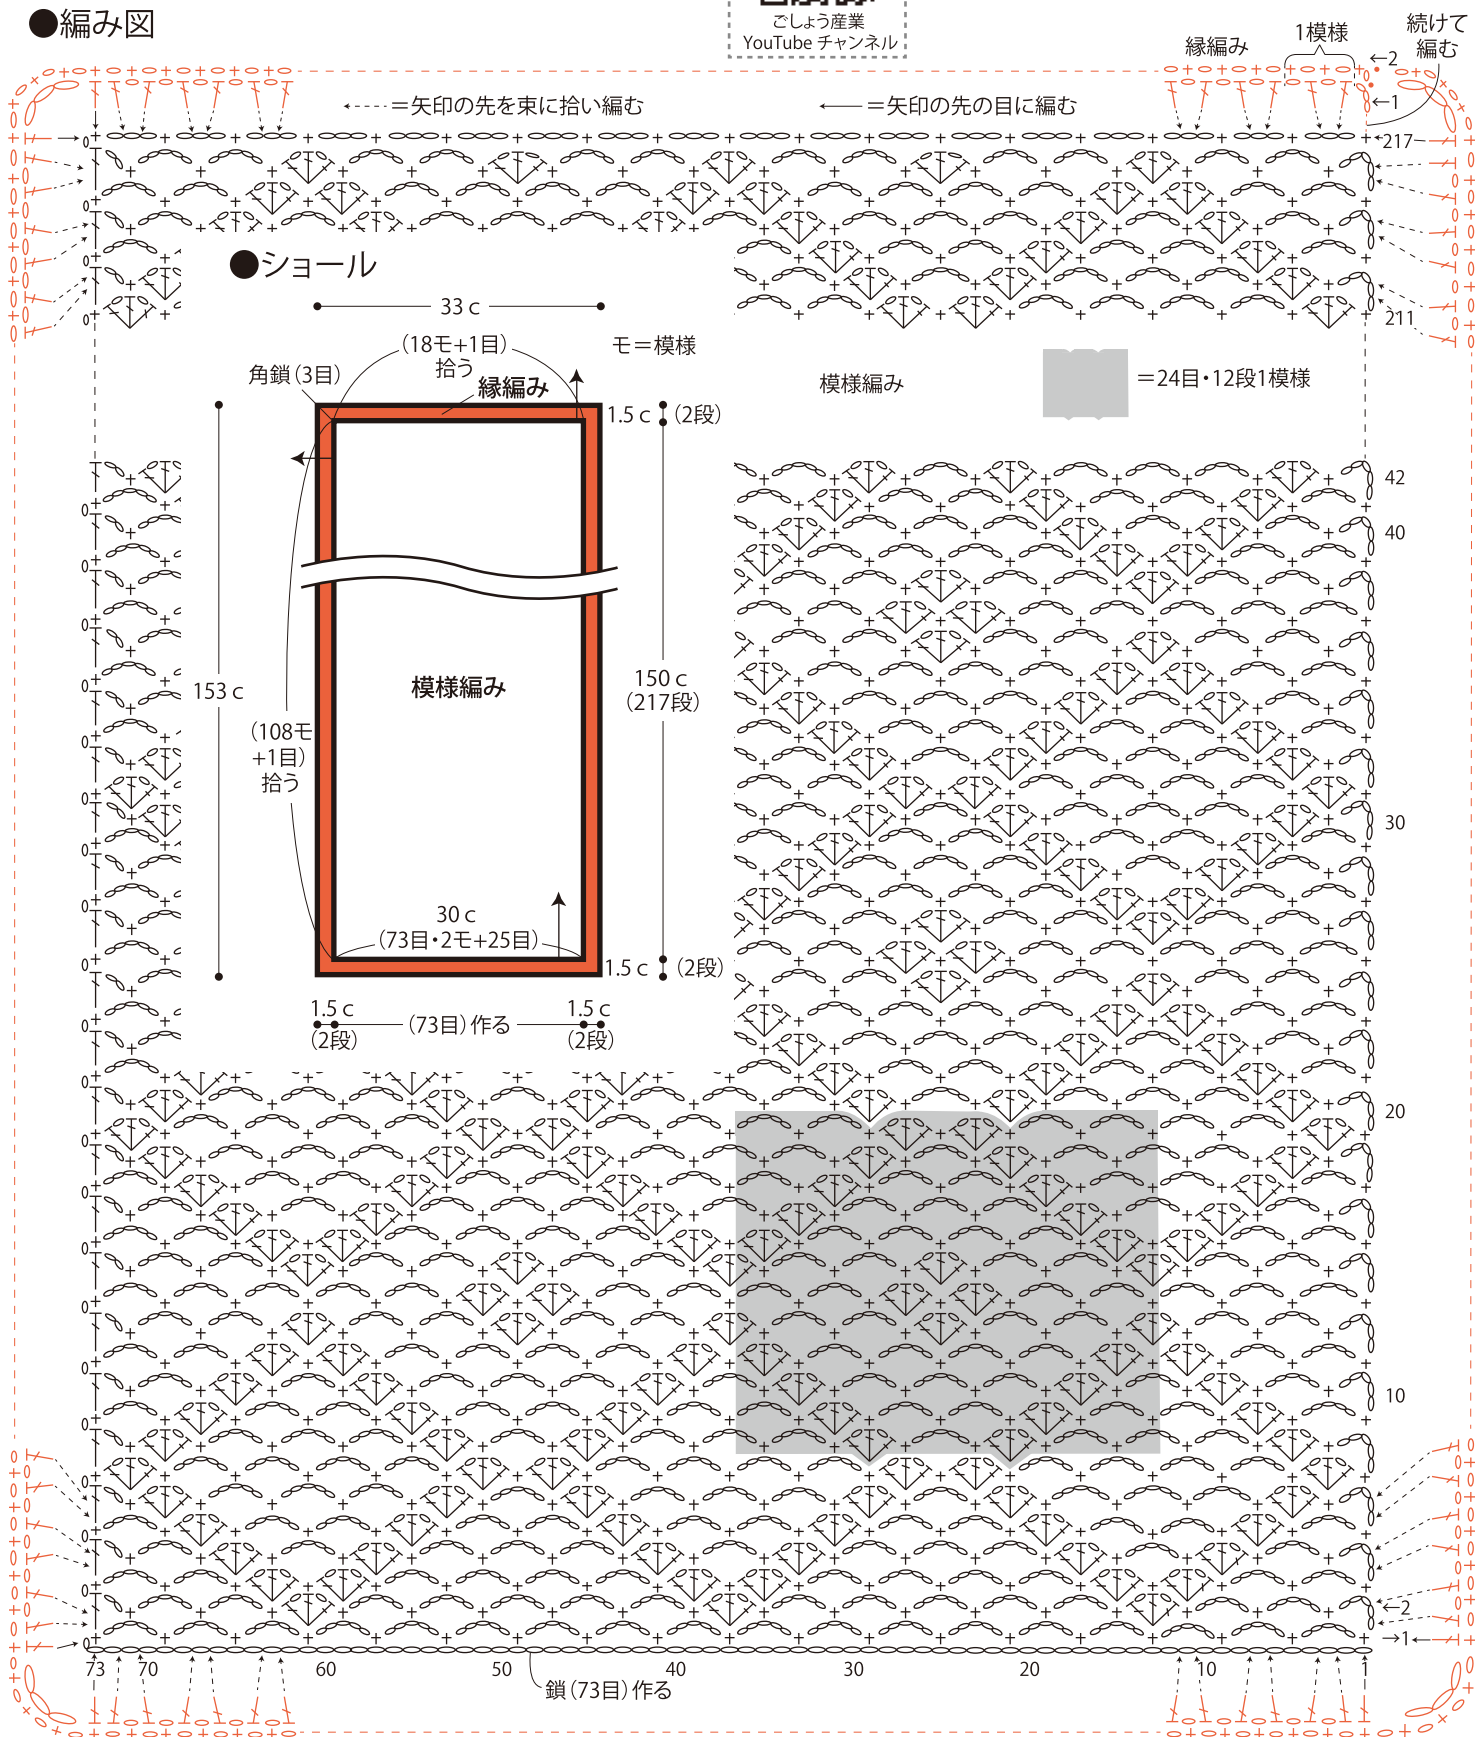 ●編み図
ごしょう産業
YouTube チャンネル
続けて
編む
縁編み
1模様
←2
←1
=矢印の先を束に拾い編む
=矢印の先の目に編む
217
●ショール
33 c
(18モ+1目)
拾う
モ=模様
角鎖(3目)
縁編み
1.5 c (2段)
211
模様編み
=24目・12段1模様
42
40
153 c
模様編み
150 c
(217段)
(108モ
+1目)
拾う
30
30 c
(73目・2モ+25目)
1.5 c (2段)
1.5 c
(2段)
(73目)作る
1.5 c
(2段)
20
10
←2
→1
73 70 60 50 40 30 20 10 1
鎖(73目)作る